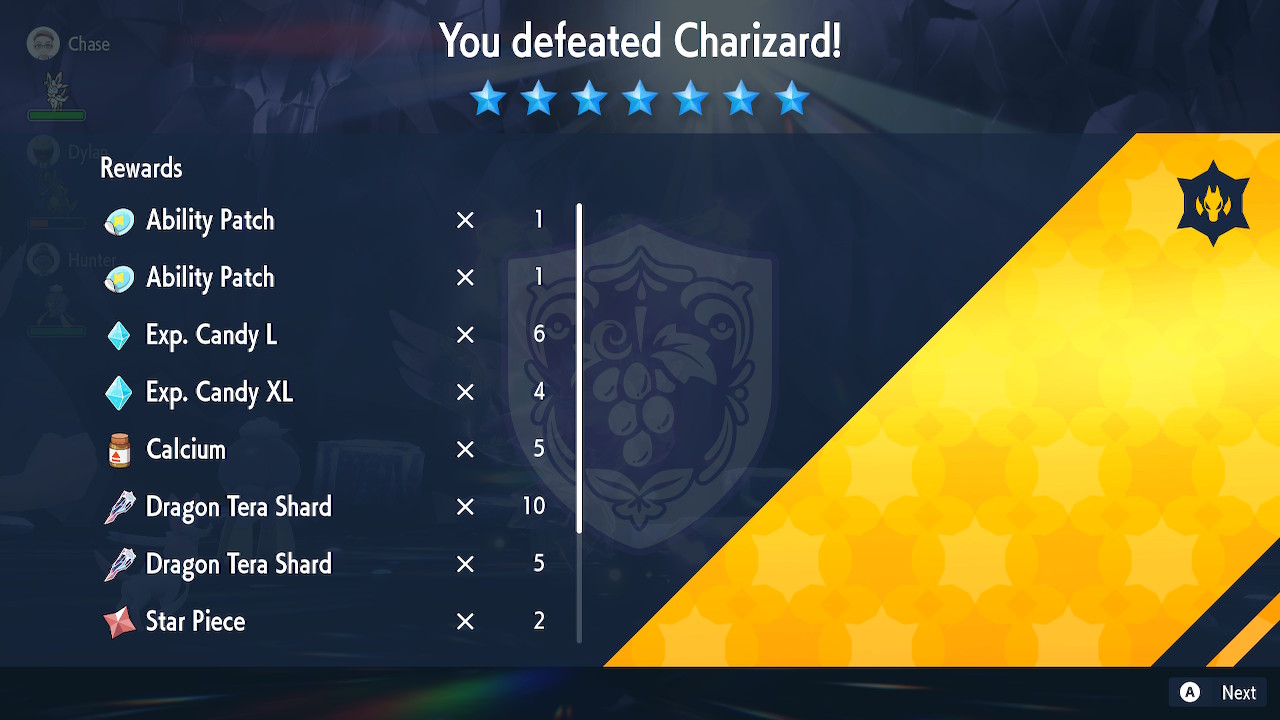 You defeated Charizard!
Chase
Dylan
Hunter
Rewards
Ability Patch × 1
Ability Patch × 1
Exp. Candy L × 6
Exp. Candy XL × 4
Calcium × 5
Dragon Tera Shard × 10
Dragon Tera Shard × 5
Star Piece × 2
A Next